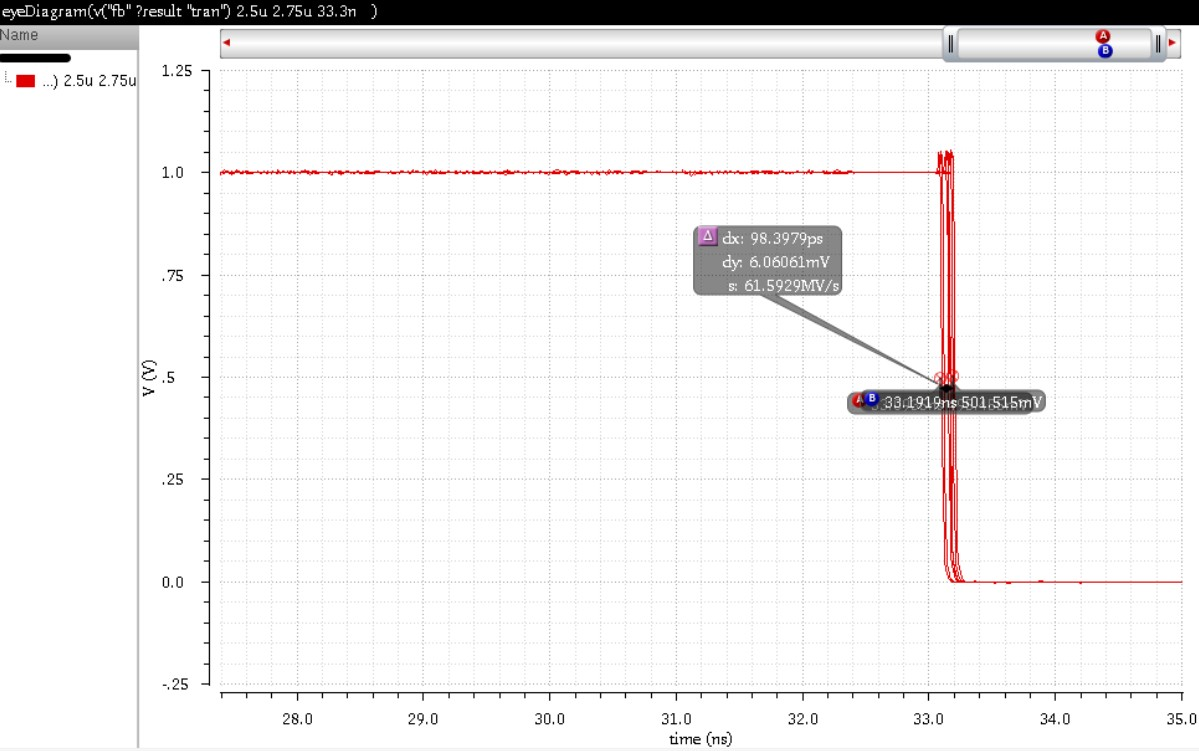 eyeDiagram(v("fb" ?result "tran") 2.5u 2.75u 33.3n )
Name
...) 2.5u 2.75u
A
B
1.25
1.0
.75
.5
.25
0.0
-.25
V (V)
Δ dx: 98.3979ps
dy: 6.06061mV
s: 61.5929MV/s
A B 33.1919ns 501.515mV
28.0 29.0 30.0 31.0 32.0 33.0 34.0 35.0
time (ns)